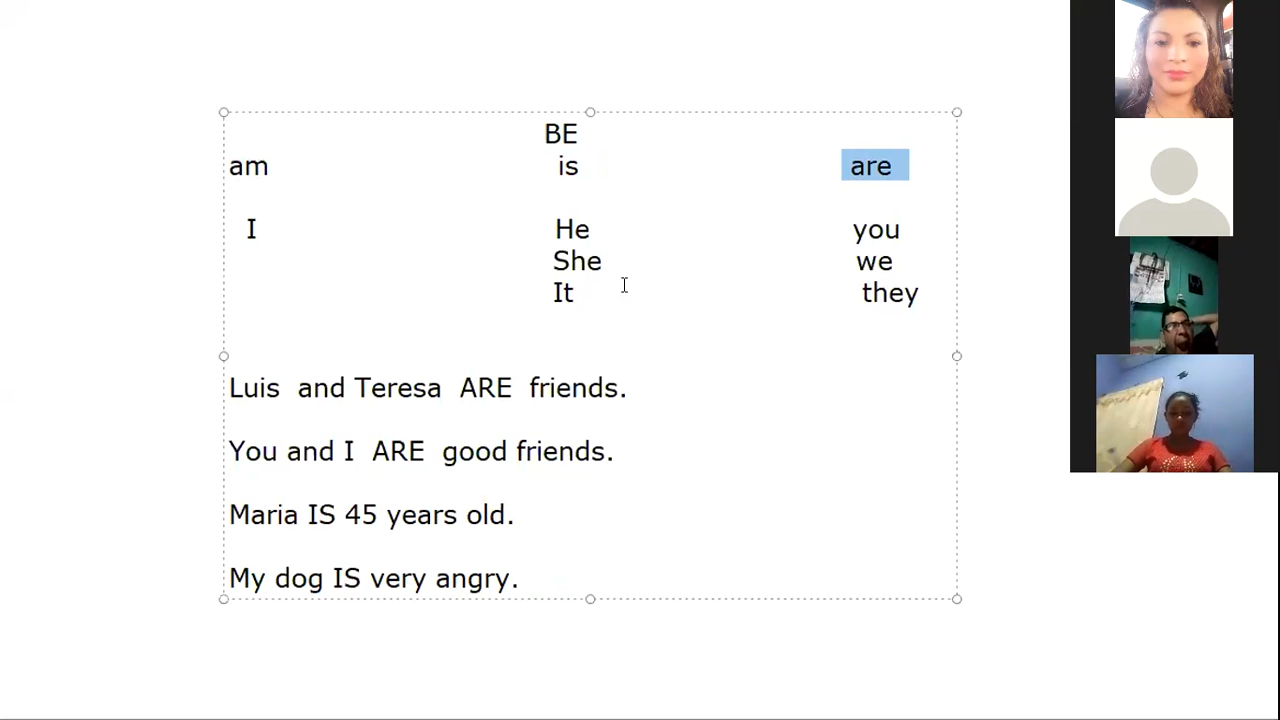 BE
am is are
I He you
She we
It they
Luis and Teresa ARE friends.
You and I ARE good friends.
Maria IS 45 years old.
My dog IS very angry.